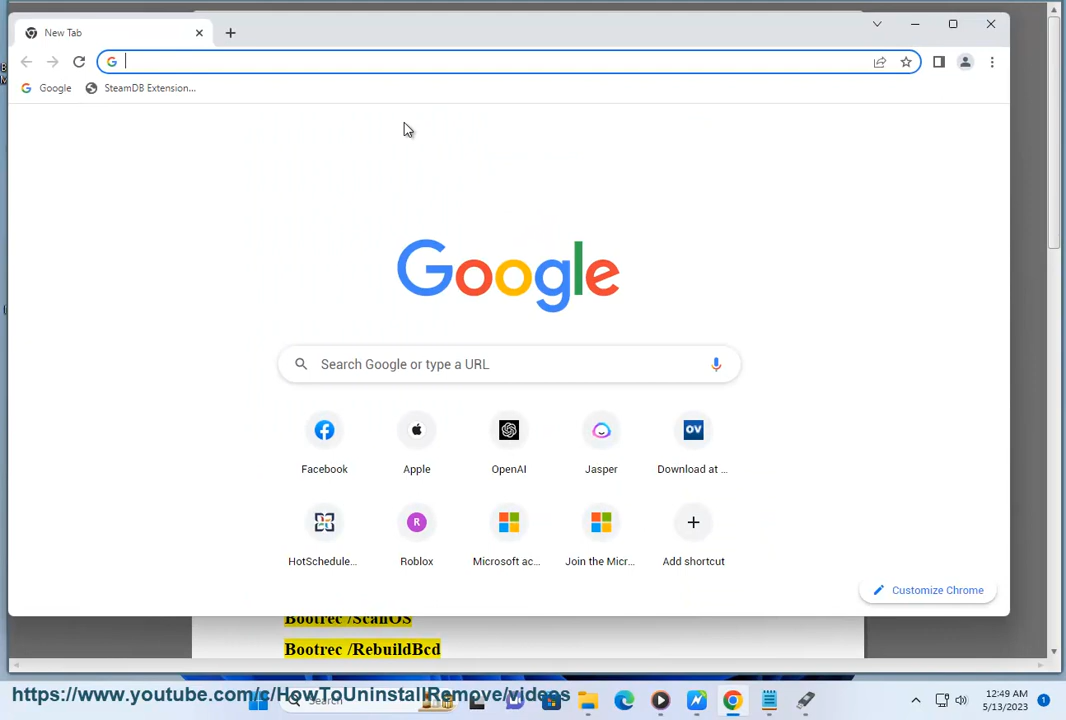 New Tab
Google
SteamDB Extension...
Google
Search Google or type a URL
Facebook
Apple
OpenAI
Jasper
OV
Download at ...
HotSchedule...
R
Roblox
Microsoft ac...
Join the Micr...
Add shortcut
Customize Chrome
Bootrec /ScanOS
Bootrec /RebuildBcd
https://www.youtube.com/c/HowToUninstallRemove/videos
Search
12:49 AM
5/13/2023
1